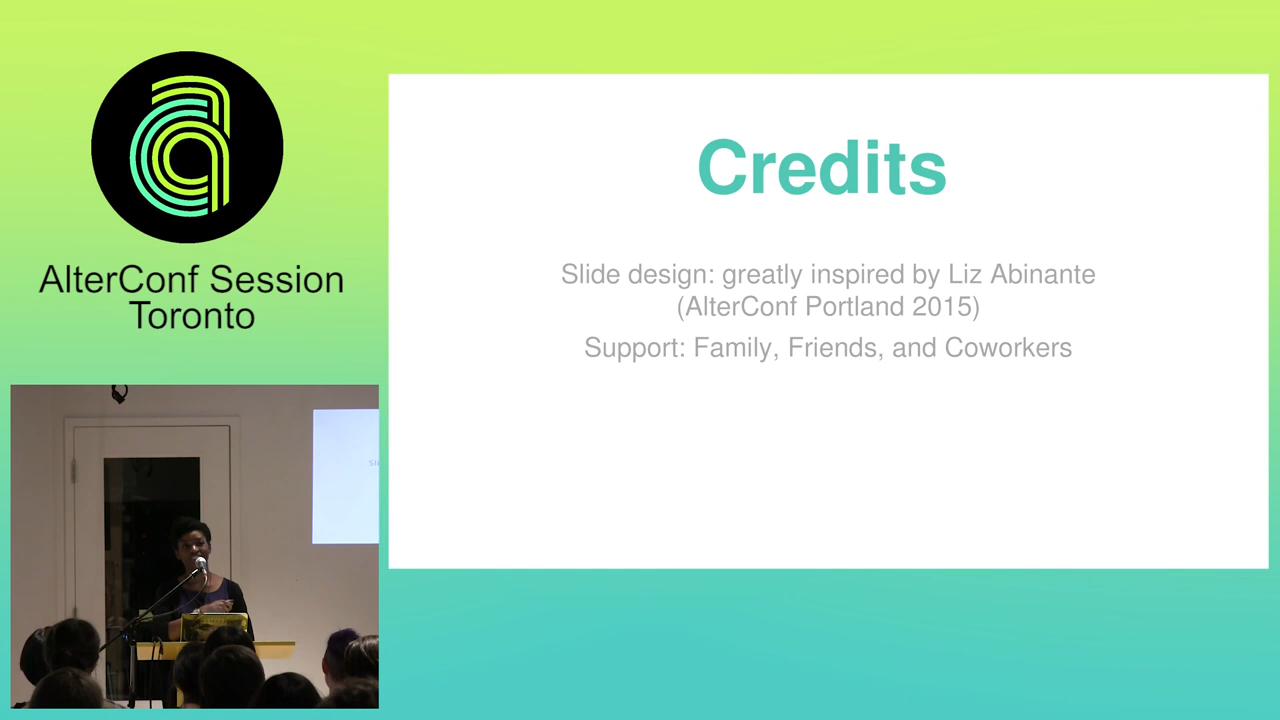 AlterConf Session
Toronto
Credits
Slide design: greatly inspired by Liz Abinante
(AlterConf Portland 2015)
Support: Family, Friends, and Coworkers